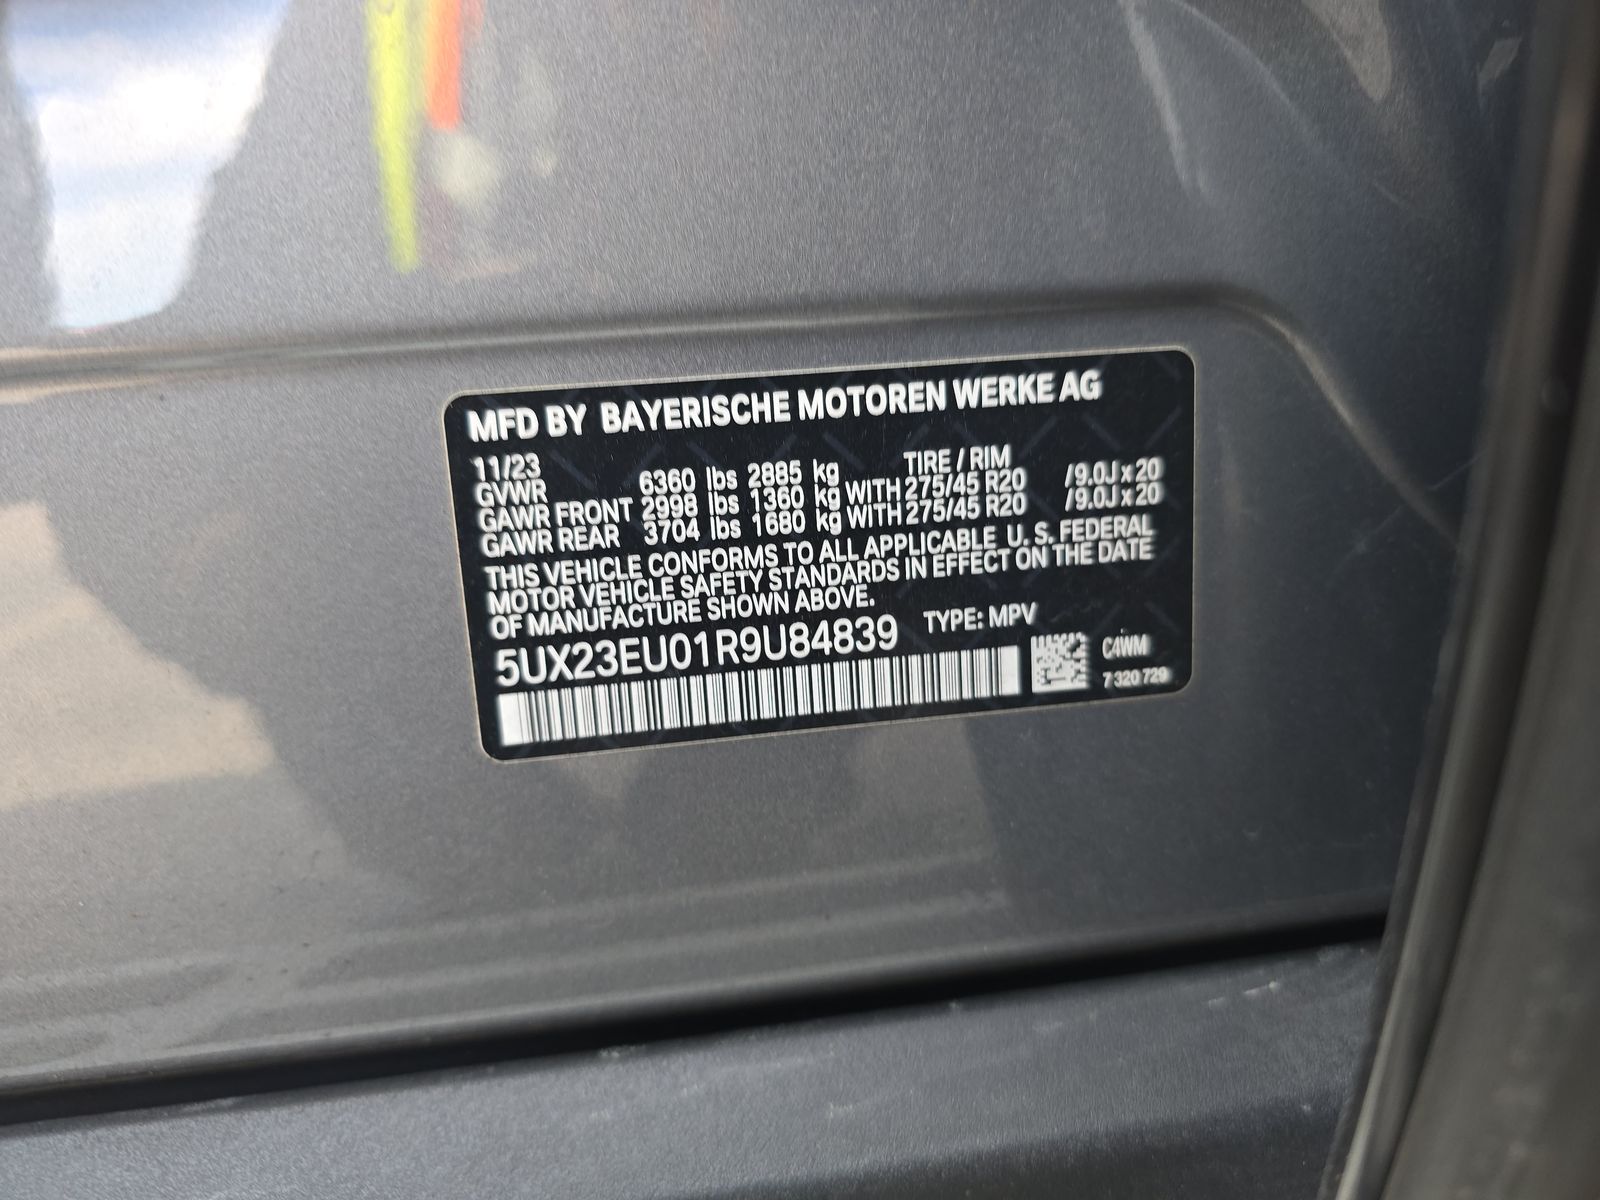 MFD BY BAYERISCHE MOTOREN WERKE AG
11/23 TIRE / RIM
GVWR 6360 lbs 2885 kg
GAWR FRONT 2998 lbs 1360 kg WITH 275/45 R20 /9.0J x 20
GAWR REAR 3704 lbs 1680 kg WITH 275/45 R20 /9.0J x 20
THIS VEHICLE CONFORMS TO ALL APPLICABLE U.S. FEDERAL
MOTOR VEHICLE SAFETY STANDARDS IN EFFECT ON THE DATE
OF MANUFACTURE SHOWN ABOVE.
TYPE: MPV
5UX23EU01R9U84839
C4WM
7 320 729